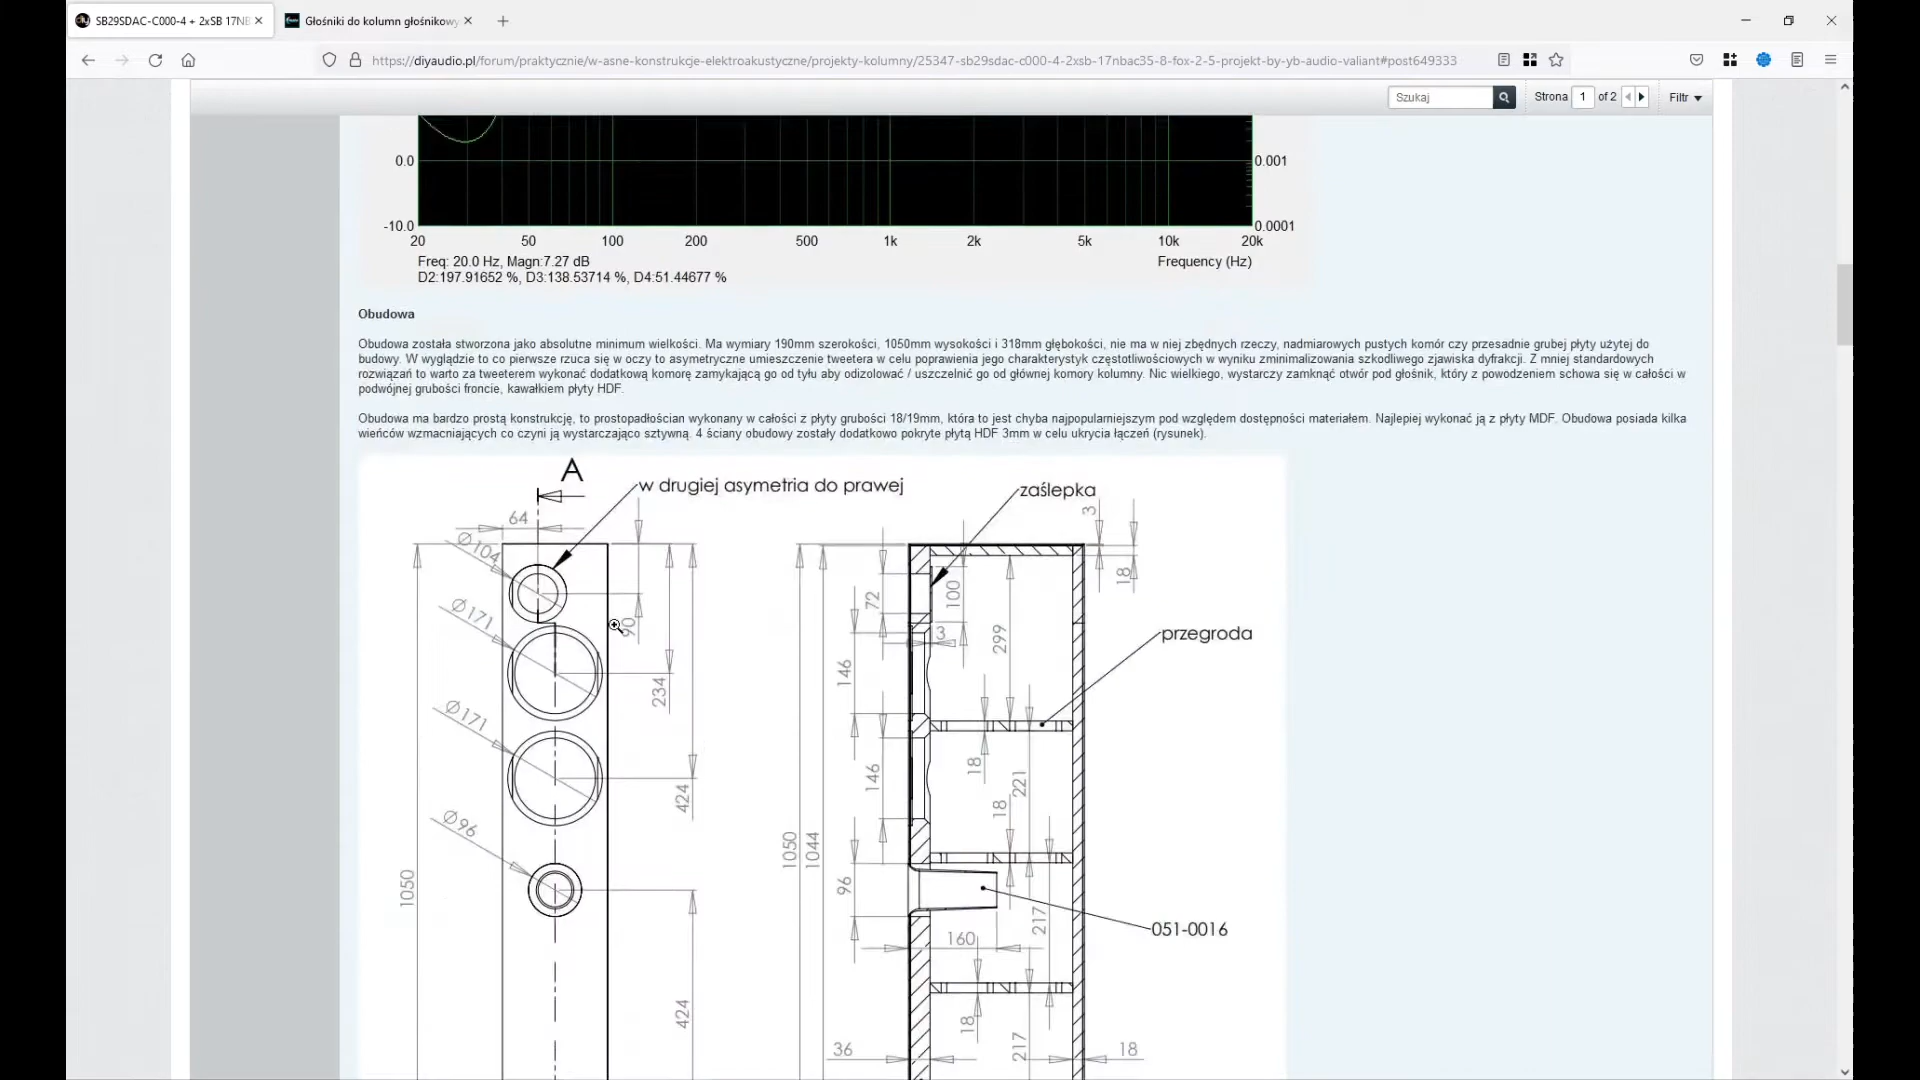 SB29SDAC-C000-4 + 2xSB 17NB
Głośniki do kolumn głośnikowy
https://diyaudio.pl/forum/praktycznie/w-asne-konstrukcje-elektroakustyczne/projekty-kolumny/25347-sb29sdac-c000-4-2xsb-17nbac35-8-fox-2-5-projekt-by-yb-audio-valiant#post649333
Szukaj
Strona 1 of 2
Filtr
0.0
0.001
-10.0
0.0001
20 50 100 200 500 1k 2k 5k 10k 20k
Freq: 20.0 Hz, Magn:7.27 dB
Frequency (Hz)
D2:197.91652 %, D3:138.53714 %, D4:51.44677 %
Obudowa
Obudowa została stworzona jako absolutne minimum wielkości. Ma wymiary 190mm szerokości, 1050mm wysokości i 318mm głębokości, nie ma w niej zbędnych rzeczy, nadmiarowych pustych komór czy przesadnie grubej płyty użytej do
budowy. W wyglądzie to co pierwsze rzuca się w oczy to asymetryczne umieszczenie tweetera w celu poprawienia jego charakterystyk częstotliwościowych w wyniku zminimalizowania szkodliwego zjawiska dyfrakcji. Z mniej standardowych
rozwiązań to warto za tweeterem wykonać dodatkową komorę zamykającą go od tyłu aby odizolować / uszczelnić go od głównej komory kolumny. Nic wielkiego, wystarczy zamknąć otwór pod głośnik, który z powodzeniem schowa się w całości w
podwójnej grubości froncie, kawałkiem płyty HDF.
Obudowa ma bardzo prostą konstrukcję, to prostopadłościan wykonany w całości z płyty grubości 18/19mm, która to jest chyba najpopularniejszym pod względem dostępności materiałem. Najlepiej wykonać ją z płyty MDF. Obudowa posiada kilka
wieńców wzmacniających co czyni ją wystarczająco sztywną. 4 ściany obudowy zostały dodatkowo pokryte płytą HDF 3mm w celu ukrycia łączeń (rysunek).
A
w drugiej asymetria do prawej
zaślepka
3
64
Ø104
18
72
100
Ø171
90
3
299
przegroda
146
234
Ø171
18
221
146
424
18
Ø96
1050
1044
96
1050
217
051-0016
160
424
18
217
36
18